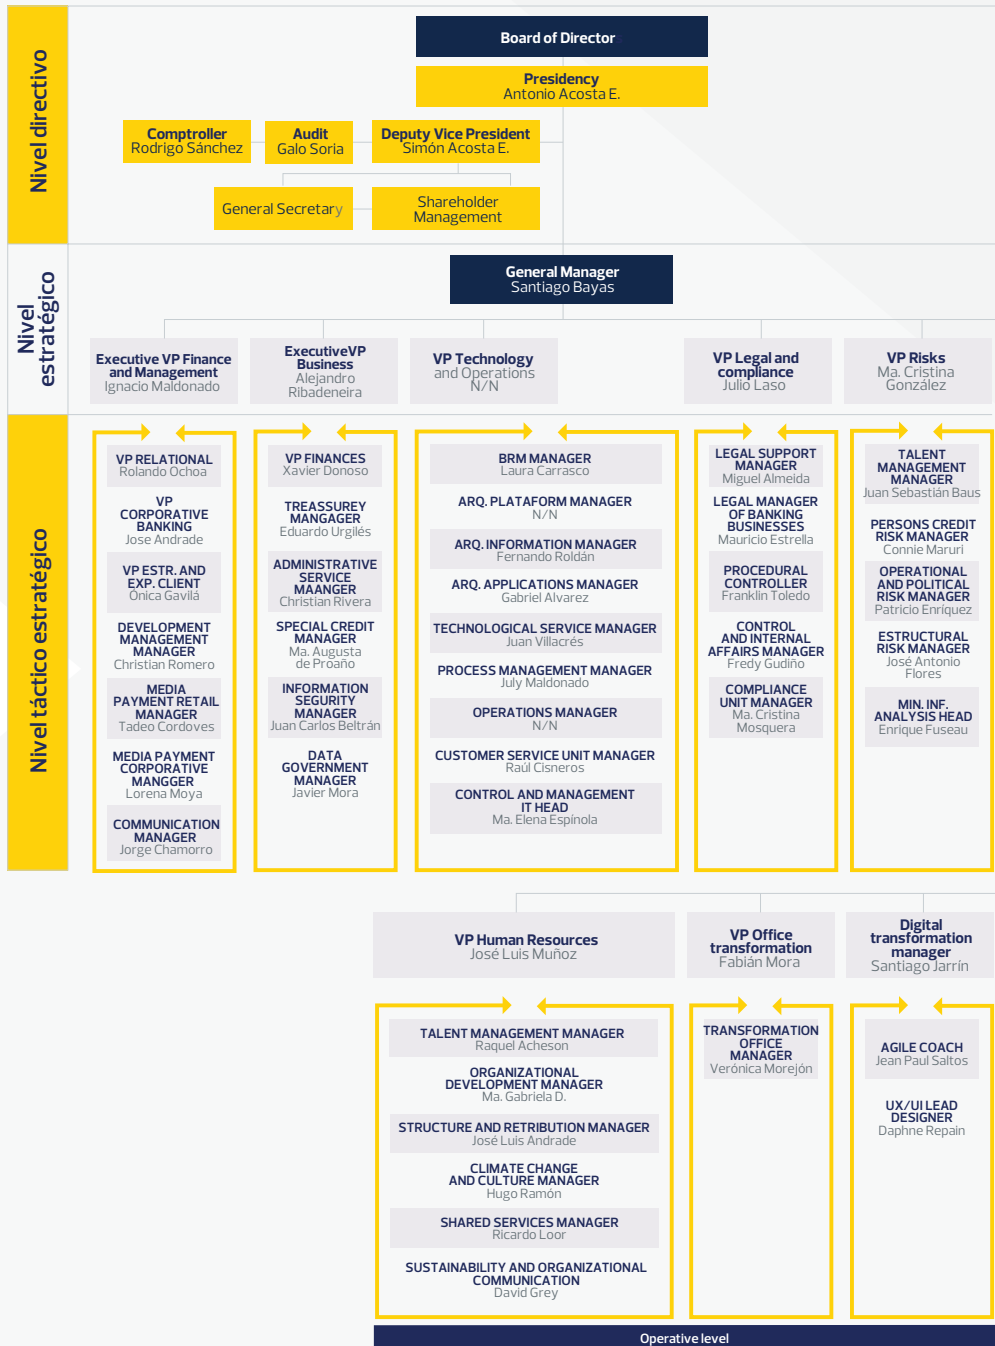 Nivel directivo
Board of Director
Presidency
Antonio Acosta E.
Comptroller
Rodrigo Sánchez
Audit
Galo Soria
Deputy Vice President
Simón Acosta E.
General Secretary
Shareholder
Management
Nivel
estratégico
General Manager
Santiago Bayas
Executive VP Finance
and Management
Ignacio Maldonado
ExecutiveVP
Business
Alejandro
Ribadeneira
VP Technology
and Operations
N/N
VP Legal and
compliance
Julio Laso
VP Risks
Ma. Cristina
González
Nivel táctico estratégico
VP RELATIONAL
Rolando Ochoa
VP
CORPORATIVE
BANKING
Jose Andrade
VP ESTR. AND
EXP. CLIENT
Ónica Gavilá
DEVELOPMENT
MANAGEMENT
MANAGER
Christian Romero
MEDIA
PAYMENT RETAIL
MANAGER
Tadeo Cordoves
MEDIA PAYMENT
CORPORATIVE
MANGGER
Lorena Moya
COMMUNICATION
MANAGER
Jorge Chamorro
VP FINANCES
Xavier Donoso
TREASSUREY
MANGAGER
Eduardo Urgilés
ADMINISTRATIVE
SERVICE
MAANGER
Christian Rivera
SPECIAL CREDIT
MANAGER
Ma. Augusta
de Proaño
INFORMATION
SEGURITY
MANAGER
Juan Carlos Beltrán
DATA
GOVERNMENT
MANAGER
Javier Mora
BRM MANAGER
Laura Carrasco
ARQ. PLATAFORM MANAGER
N/N
ARQ. INFORMATION MANAGER
Fernando Roldán
ARQ. APPLICATIONS MANAGER
Gabriel Alvarez
TECHNOLOGICAL SERVICE MANAGER
Juan Villacrés
PROCESS MANAGEMENT MANAGER
July Maldonado
OPERATIONS MANAGER
N/N
CUSTOMER SERVICE UNIT MANAGER
Raúl Cisneros
CONTROL AND MANAGEMENT
IT HEAD
Ma. Elena Espínola
LEGAL SUPPORT
MANAGER
Miguel Almeida
LEGAL MANAGER
OF BANKING
BUSINESSES
Mauricio Estrella
PROCEDURAL
CONTROLLER
Franklin Toledo
CONTROL
AND INTERNAL
AFFAIRS MANAGER
Fredy Gudiño
COMPLIANCE
UNIT MANAGER
Ma. Cristina
Mosquera
TALENT
MANAGEMENT
MANAGER
Juan Sebastián Baus
PERSONS CREDIT
RISK MANAGER
Connie Maruri
OPERATIONAL
AND POLITICAL
RISK MANAGER
Patricio Enríquez
ESTRUCTURAL
RISK MANAGER
José Antonio
Flores
MIN. INF.
ANALYSIS HEAD
Enrique Fuseau
VP Human Resources
José Luis Muñoz
VP Office
transformation
Fabián Mora
Digital
transformation
manager
Santiago Jarrín
TALENT MANAGEMENT MANAGER
Raquel Acheson
ORGANIZATIONAL
DEVELOPMENT MANAGER
Ma. Gabriela D.
STRUCTURE AND RETRIBUTION MANAGER
José Luis Andrade
CLIMATE CHANGE
AND CULTURE MANAGER
Hugo Ramón
SHARED SERVICES MANAGER
Ricardo Loor
SUSTAINABILITY AND ORGANIZATIONAL
COMMUNICATION
David Grey
TRANSFORMATION
OFFICE
MANAGER
Verónica Morejón
AGILE COACH
Jean Paul Saltos
UX/UI LEAD
DESIGNER
Daphne Repain
Operative level